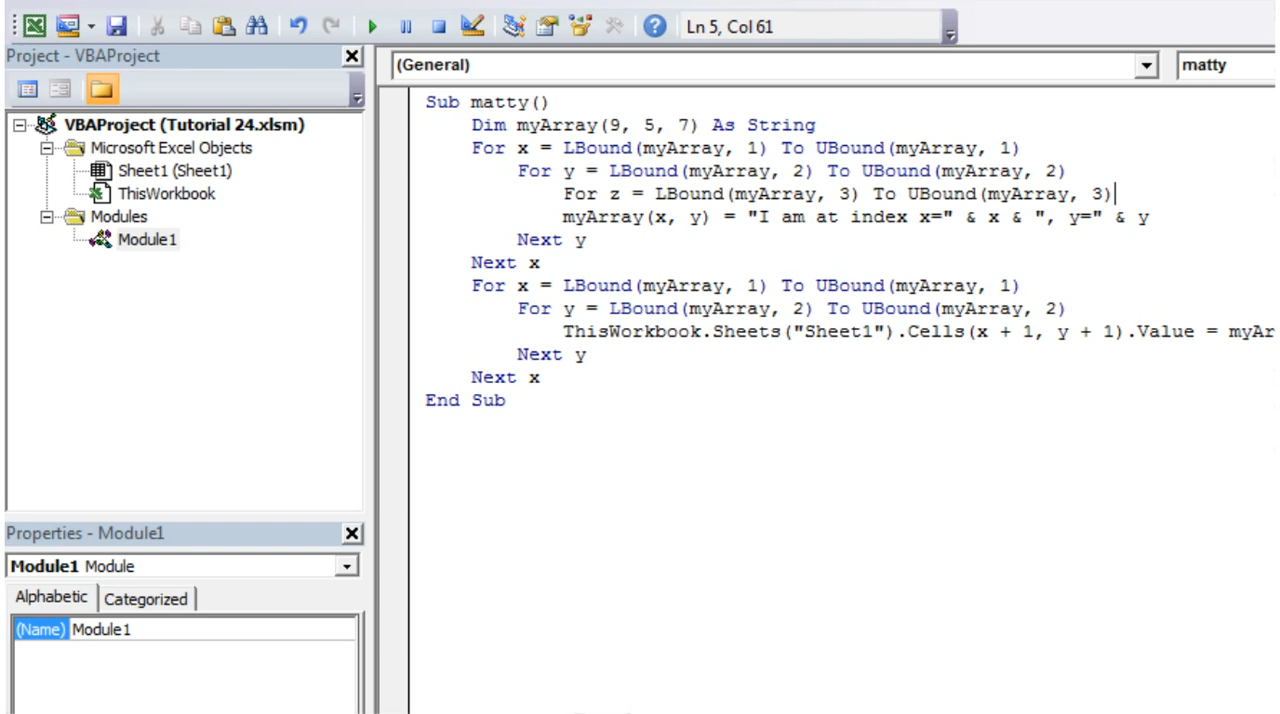 Ln 5, Col 61
Project - VBAProject
(General)
matty
VBAProject (Tutorial 24.xlsm)
Microsoft Excel Objects
Sheet1 (Sheet1)
ThisWorkbook
Modules
Module1
Sub matty()
Dim myArray(9, 5, 7) As String
For x = LBound(myArray, 1) To UBound(myArray, 1)
For y = LBound(myArray, 2) To UBound(myArray, 2)
For z = LBound(myArray, 3) To UBound(myArray, 3)
myArray(x, y) = "I am at index x=" & x & ", y=" & y
Next y
Next x
For x = LBound(myArray, 1) To UBound(myArray, 1)
For y = LBound(myArray, 2) To UBound(myArray, 2)
ThisWorkbook.Sheets("Sheet1").Cells(x + 1, y + 1).Value = myAr
Next y
Next x
End Sub
Properties - Module1
Module1 Module
Alphabetic Categorized
(Name) Module1